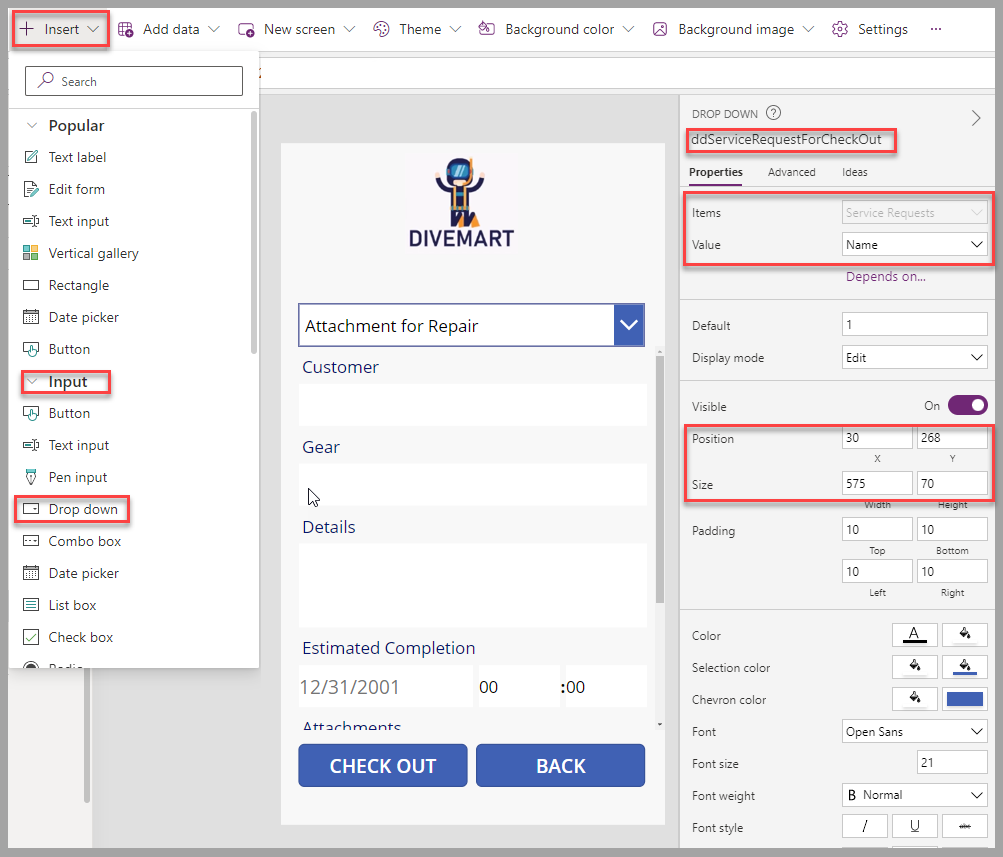 Insert
Add data
New screen
Theme
Background color
Background image
Settings
Search
Popular
Text label
Edit form
Text input
Vertical gallery
Rectangle
Date picker
Button
Input
Button
Text input
Pen input
Drop down
Combo box
Date picker
List box
Check box
DIVEMART
Attachment for Repair
Customer
Gear
Details
Estimated Completion
12/31/2001 00 :00
Attachments
CHECK OUT BACK
DROP DOWN ?
ddServiceRequestForCheckOut
Properties Advanced Ideas
Items Service Requests
Value Name
Depends on...
Default 1
Display mode Edit
Visible On
Position 30 268
X Y
Size 575 70
Width Height
Padding 10 10
Top Bottom
10 10
Left Right
Color A
Selection color
Chevron color
Font Open Sans
Font size 21
Font weight B Normal
Font style / U abc